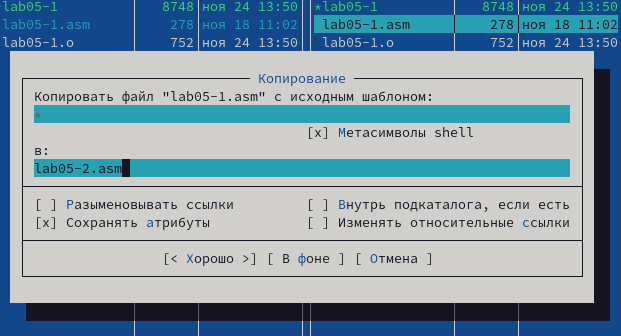 lab05-1 8748 ноя 24 13:50 *lab05-1 8748 ноя 24 13:50
lab05-1.asm 278 ноя 18 11:02 lab05-1.asm 278 ноя 18 11:02
lab05-1.o 752 ноя 24 13:50 lab05-1.o 752 ноя 24 13:50
Копирование
Копировать файл "lab05-1.asm" с исходным шаблоном:
*
[x] Метасимволы shell
в:
lab05-2.asm
[ ] Разыменовывать ссылки [ ] Внутрь подкаталога, если есть
[x] Сохранять атрибуты [ ] Изменять относительные ссылки
[< Хорошо >] [ В фоне ] [ Отмена ]